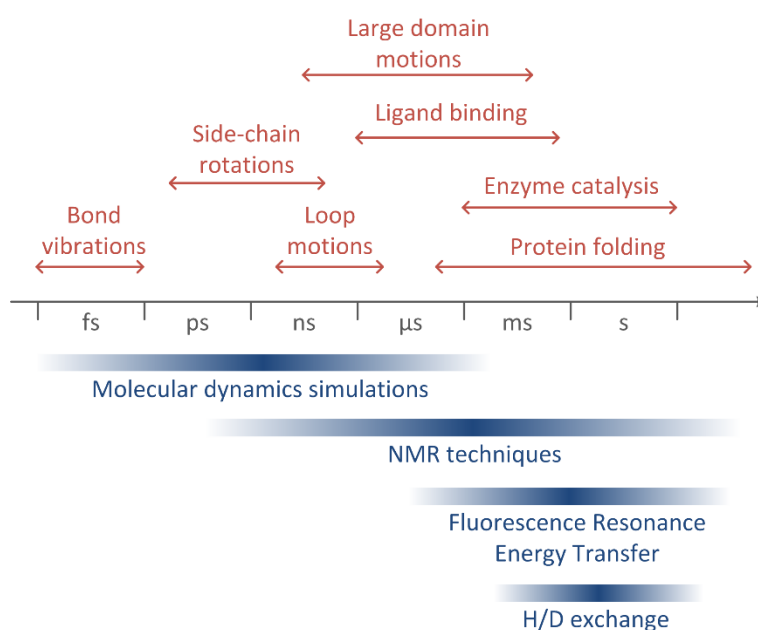 Large domain
motions
Ligand binding
Side-chain
rotations
Enzyme catalysis
Bond
vibrations
Loop
motions
Protein folding
fs ps ns µs ms s
Molecular dynamics simulations
NMR techniques
Fluorescence Resonance
Energy Transfer
H/D exchange